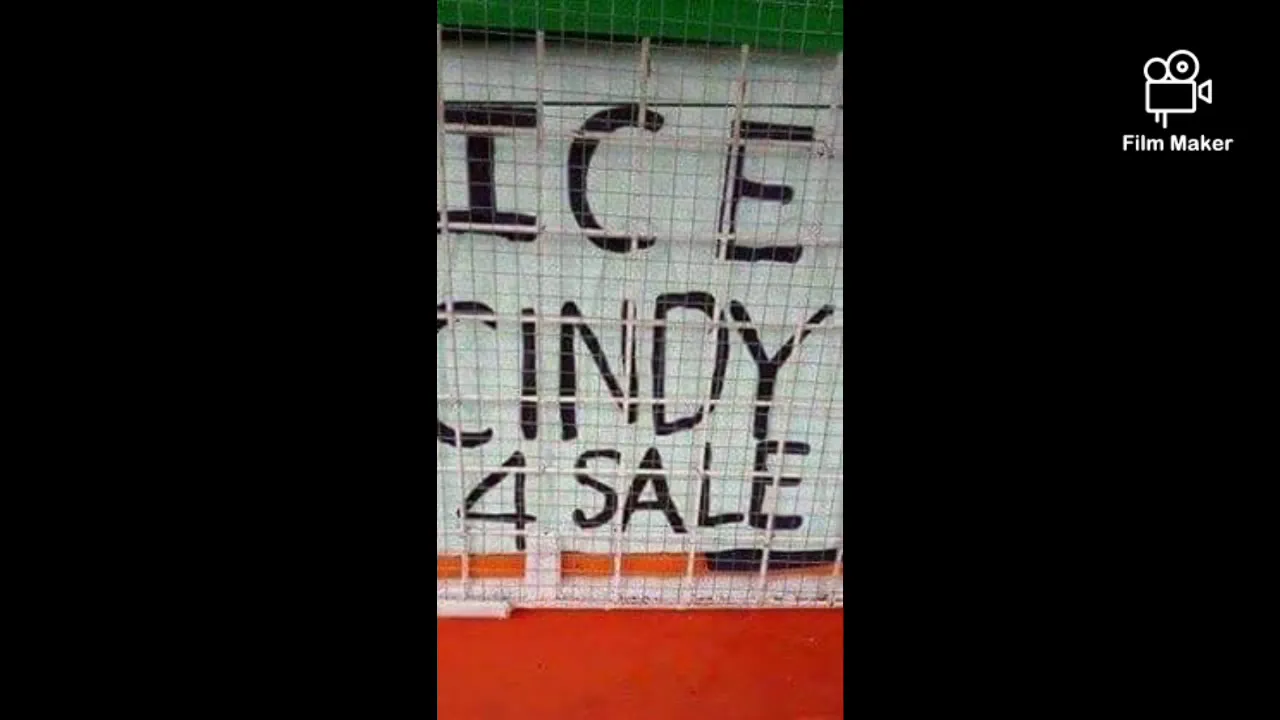 ICE
CINDY
4 SALE
Film Maker